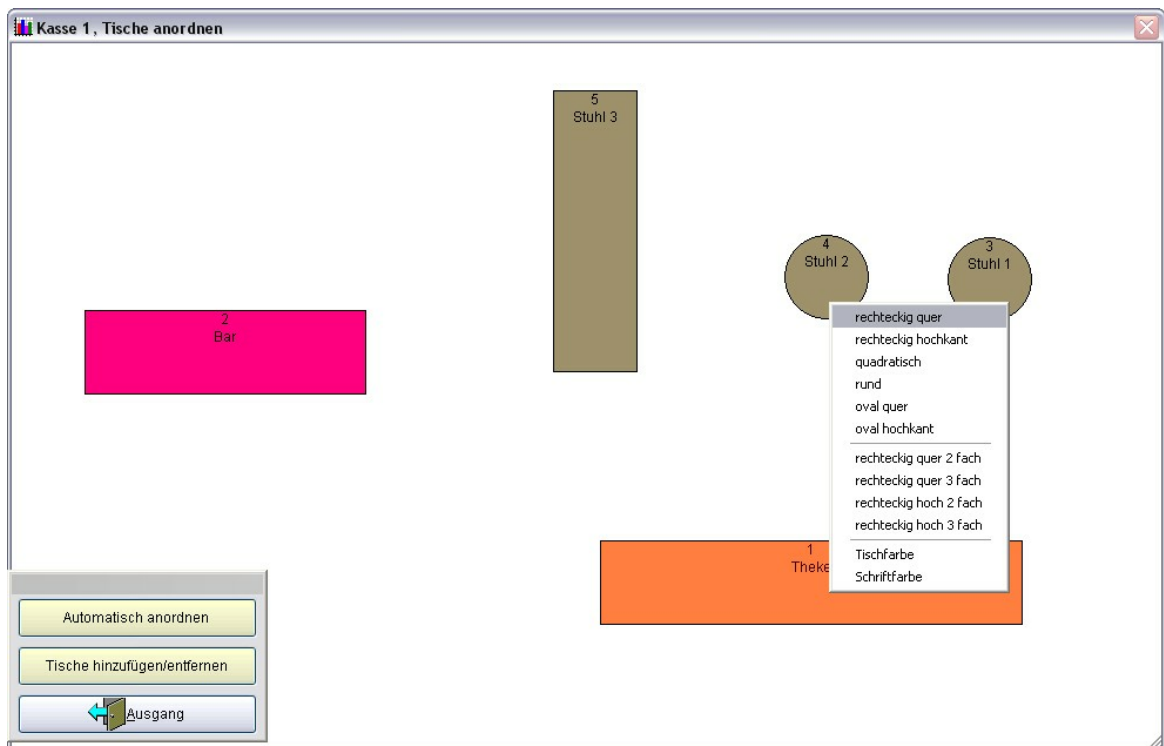 Kasse 1 , Tische anordnen
5
Stuhl 3
4
Stuhl 2
3
Stuhl 1
2
Bar
rechteckig quer
rechteckig hochkant
quadratisch
rund
oval quer
oval hochkant
rechteckig quer 2 fach
rechteckig quer 3 fach
rechteckig hoch 2 fach
rechteckig hoch 3 fach
Tischfarbe
Schriftfarbe
1
Theke
Automatisch anordnen
Tische hinzufügen/entfernen
Ausgang